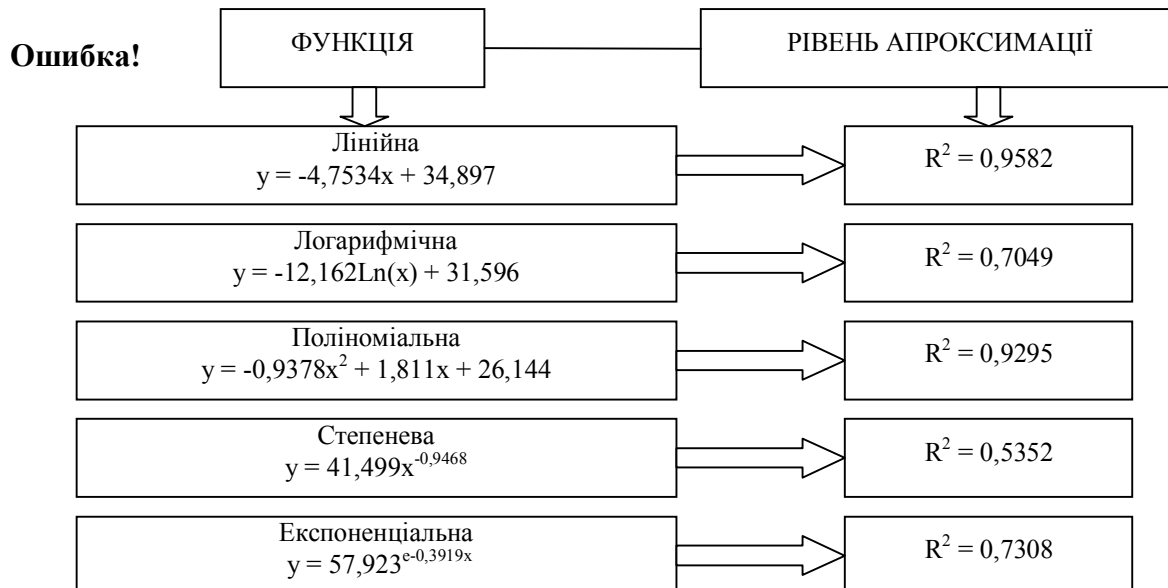 Ошибка!
ФУНКЦІЯ
РІВЕНЬ АПРОКСИМАЦІЇ
Лінійна
y = -4,7534x + 34,897
R² = 0,9582
Логарифмічна
y = -12,162Ln(x) + 31,596
R² = 0,7049
Поліноміальна
y = -0,9378x² + 1,811x + 26,144
R² = 0,9295
Степенева
y = 41,499x^-0,9468
R² = 0,5352
Експоненціальна
y = 57,923^e-0,3919x
R² = 0,7308